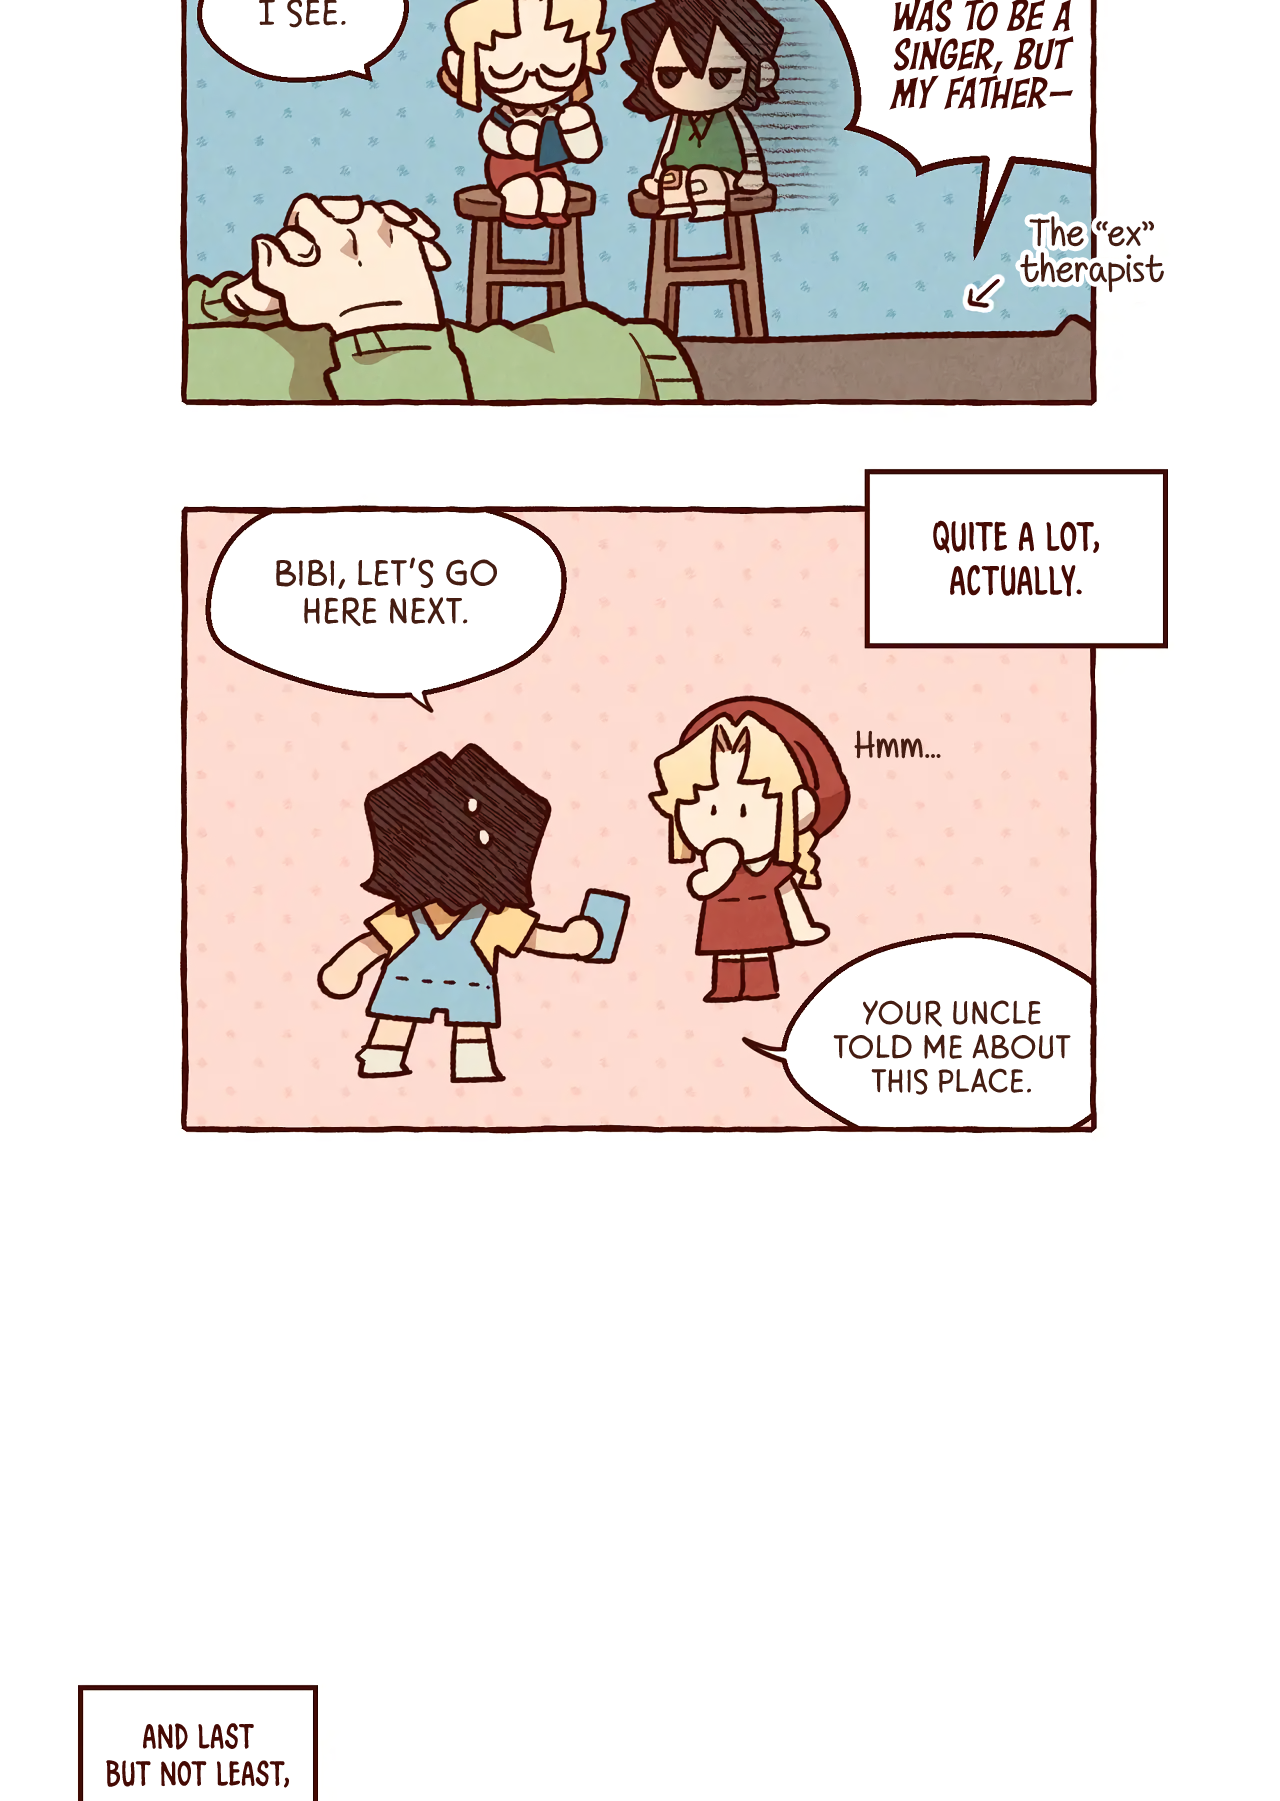 I SEE.
WAS TO BE A
SINGER, BUT
MY FATHER—
The “ex”
therapist
QUITE A LOT,
ACTUALLY.
BIBI, LET'S GO
HERE NEXT.
Hmm...
YOUR UNCLE
TOLD ME ABOUT
THIS PLACE.
AND LAST
BUT NOT LEAST,